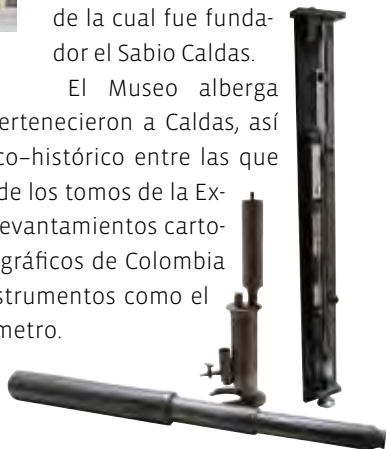 de la cual fue funda-
dor el Sabio Caldas.
El Museo alberga
ertenecieron a Caldas, así
co–histórico entre las que
de los tomos de la Ex-
evantamientos carto-
gráficos de Colombia
strumentos como el
metro.